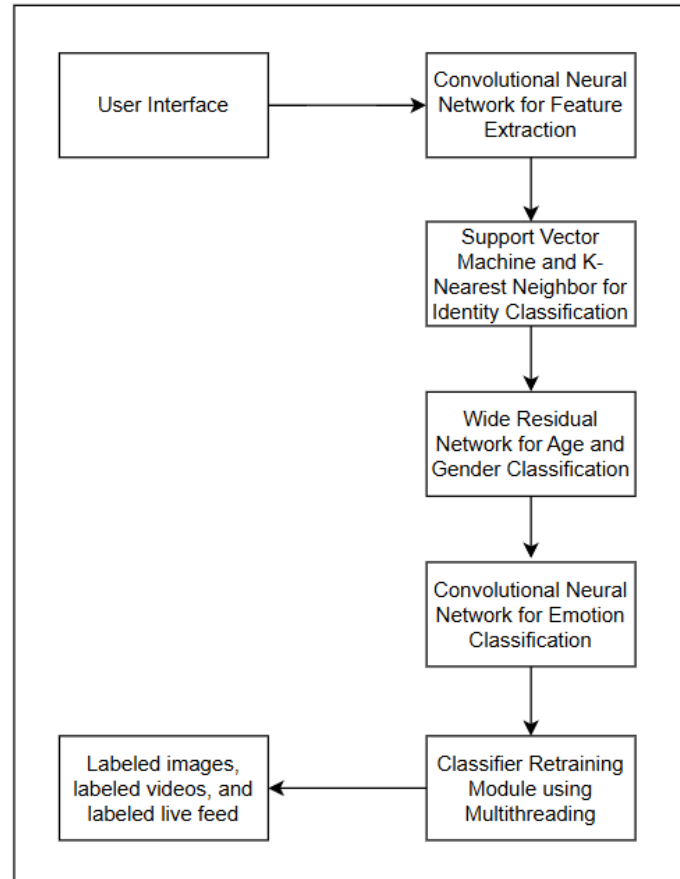 User Interface
Convolutional Neural
Network for Feature
Extraction
Support Vector
Machine and K-
Nearest Neighbor for
Identity Classification
Wide Residual
Network for Age and
Gender Classification
Convolutional Neural
Network for Emotion
Classification
Classifier Retraining
Module using
Multithreading
Labeled images,
labeled videos, and
labeled live feed